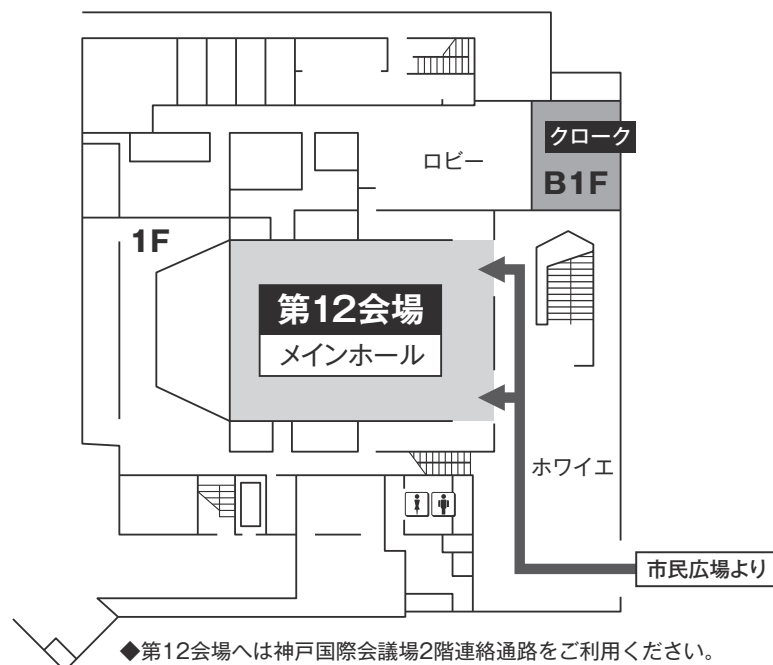 クローク
ロビー
B1F
1F
第12会場
メインホール
ホワイエ
市民広場より
◆第12会場へは神戸国際会議場2階連絡通路をご利用ください。